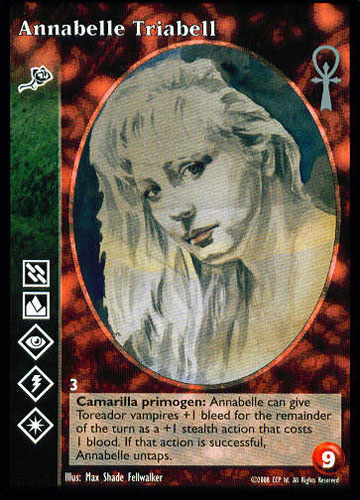 Annabelle Triabell
3
Camarilla primogen: Annabelle can give
Toreador vampires +1 bleed for the remainder
of the turn as a +1 stealth action that costs
1 blood. If that action is successful,
Annabelle untaps.
9
Illus: Max Shade Fellwalker
©2008 CCP hf. All Rights Reserved